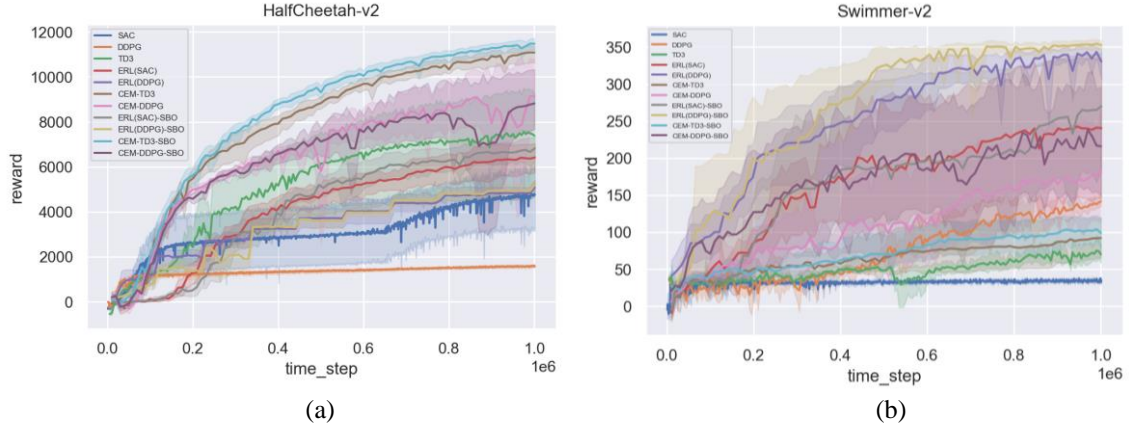 HalfCheetah-v2
12000
10000
8000
6000
4000
2000
0
reward
SAC
DDPG
TD3
ERL(SAC)
ERL(DDPG)
CEM-TD3
CEM-DDPG
ERL(SAC)-SBO
ERL(DDPG)-SBO
CEM-TD3-SBO
CEM-DDPG-SBO
0.0 0.2 0.4 0.6 0.8 1.0
1e6
time_step
(a)
Swimmer-v2
350
300
250
200
150
100
50
0
reward
SAC
DDPG
TD3
ERL(SAC)
ERL(DDPG)
CEM-TD3
CEM-DDPG
ERL(SAC)-SBO
ERL(DDPG)-SBO
CEM-TD3-SBO
CEM-DDPG-SBO
0.0 0.2 0.4 0.6 0.8 1.0
1e6
time_step
(b)